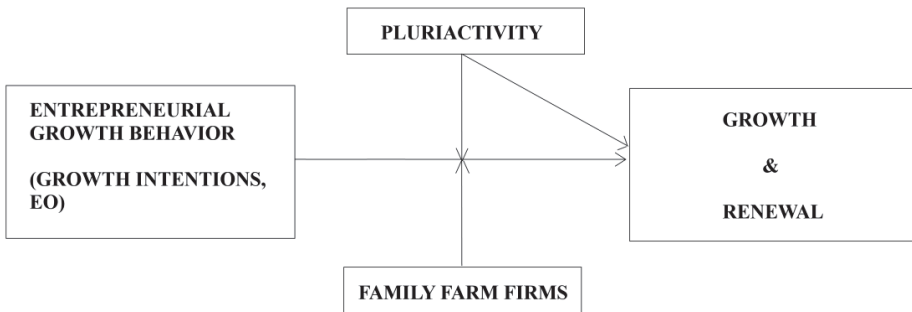 PLURIACTIVITY
ENTREPRENEURIAL
GROWTH BEHAVIOR
(GROWTH INTENTIONS,
EO)
GROWTH
&
RENEWAL
FAMILY FARM FIRMS